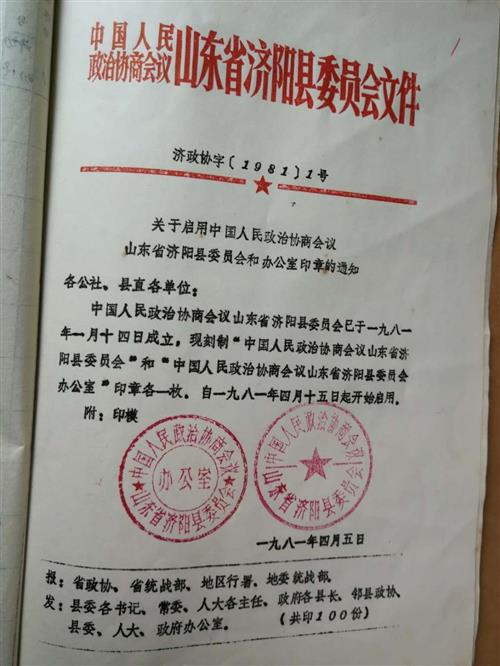 中国人民
政治协商会议 山东省济阳县委员会文件
济政协字〔1981〕1号
关于启用中国人民政治协商会议
山东省济阳县委员会和办公室印章的通知
各公社、县直各单位：
中国人民政治协商会议山东省济阳县委员会已于一九八一
年一月十四日成立，现刻制“中国人民政治协商会议山东省济
阳县委员会”和“中国人民政治协商会议山东省济阳县委员会
办公室”印章各一枚。自一九八一年四月十五日起开始启用。
附：印模
中国人民政治协商会议
办公室
山东省济阳县委员会
中国人民政治协商会议
山东省济阳县委员会
一九八一年四月五日
报：省政协、省统战部、地区行署、地委统战部。
发：县委各书记、常委、人大各主任、政府各县长、邻县政协、
县委、人大、政府办公室。 （共印100份）